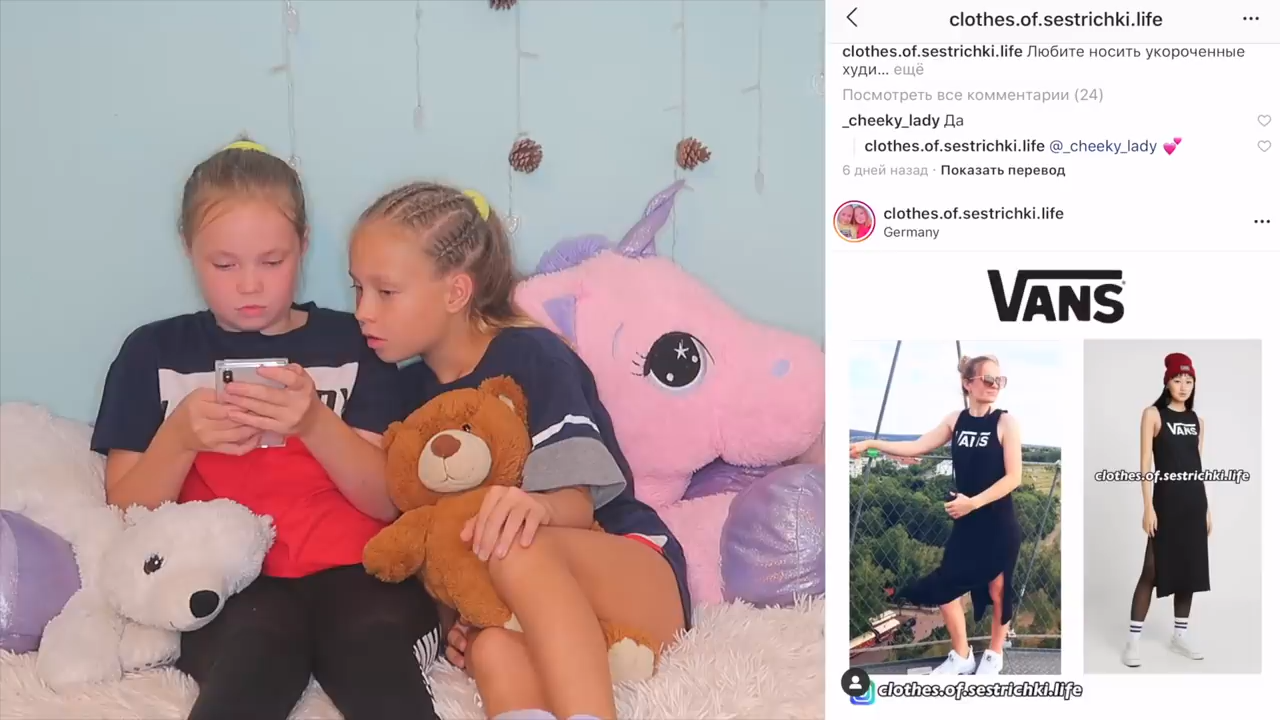 clothes.of.sestrichki.life
clothes.of.sestrichki.life Любите носить укороченные
худи... ещё
Посмотреть все комментарии (24)
_cheeky_lady Да
clothes.of.sestrichki.life @_cheeky_lady 💕
6 дней назад · Показать перевод
clothes.of.sestrichki.life
Germany
VANS
VANS
VANS
clothes.of.sestrichki.life
clothes.of.sestrichki.life